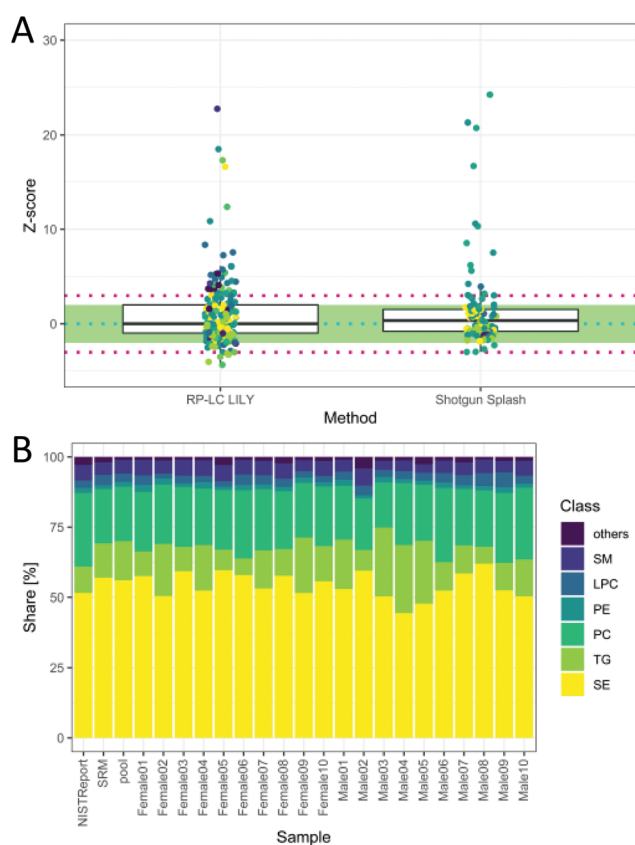 A
30
20
10
0
Z-score
RP-LC LILY
Shotgun Splash
Method
B
100
75
50
25
0
Share [%]
Class
others
SM
LPC
PE
PC
TG
SE
NISTReport
SRM
pool
Female01
Female02
Female03
Female04
Female05
Female06
Female07
Female08
Female09
Female10
Male01
Male02
Male03
Male04
Male05
Male06
Male07
Male08
Male09
Male10
Sample